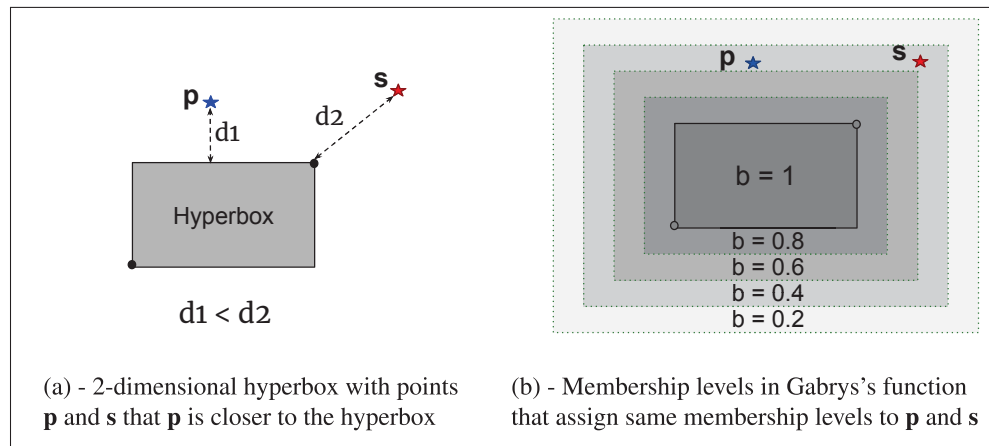 p
s
d1
d2
Hyperbox
d1 < d2
(a) - 2-dimensional hyperbox with points
p and s that p is closer to the hyperbox
p
s
b = 1
b = 0.8
b = 0.6
b = 0.4
b = 0.2
(b) - Membership levels in Gabrys's function
that assign same membership levels to p and s